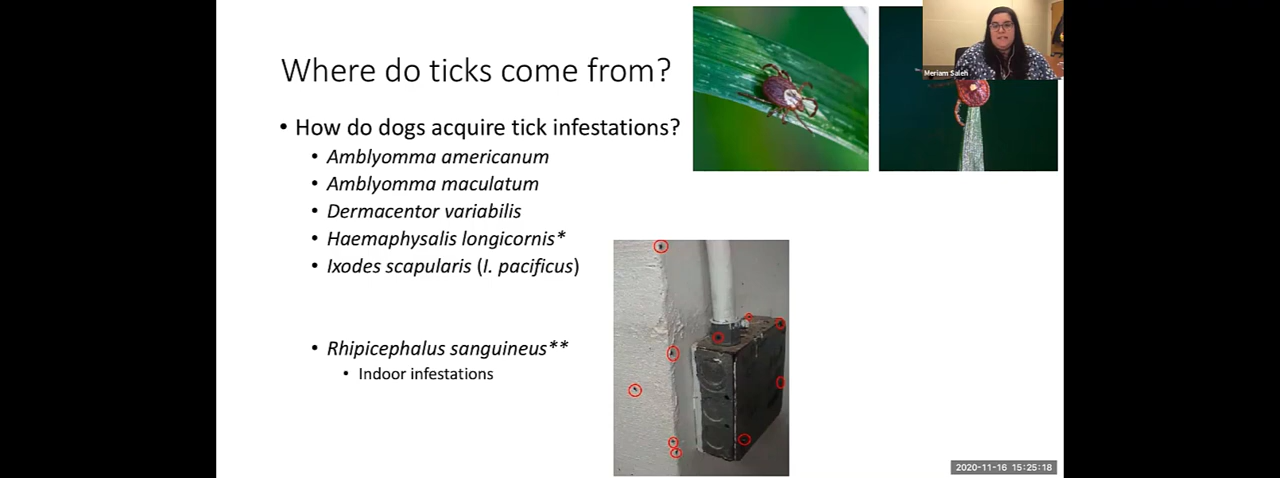 Where do ticks come from?
• How do dogs acquire tick infestations?
• Amblyomma americanum
• Amblyomma maculatum
• Dermacentor variabilis
• Haemaphysalis longicornis*
• Ixodes scapularis (I. pacificus)
• Rhipicephalus sanguineus**
• Indoor infestations
Meriam Saleh
2020-11-16 15:25:18